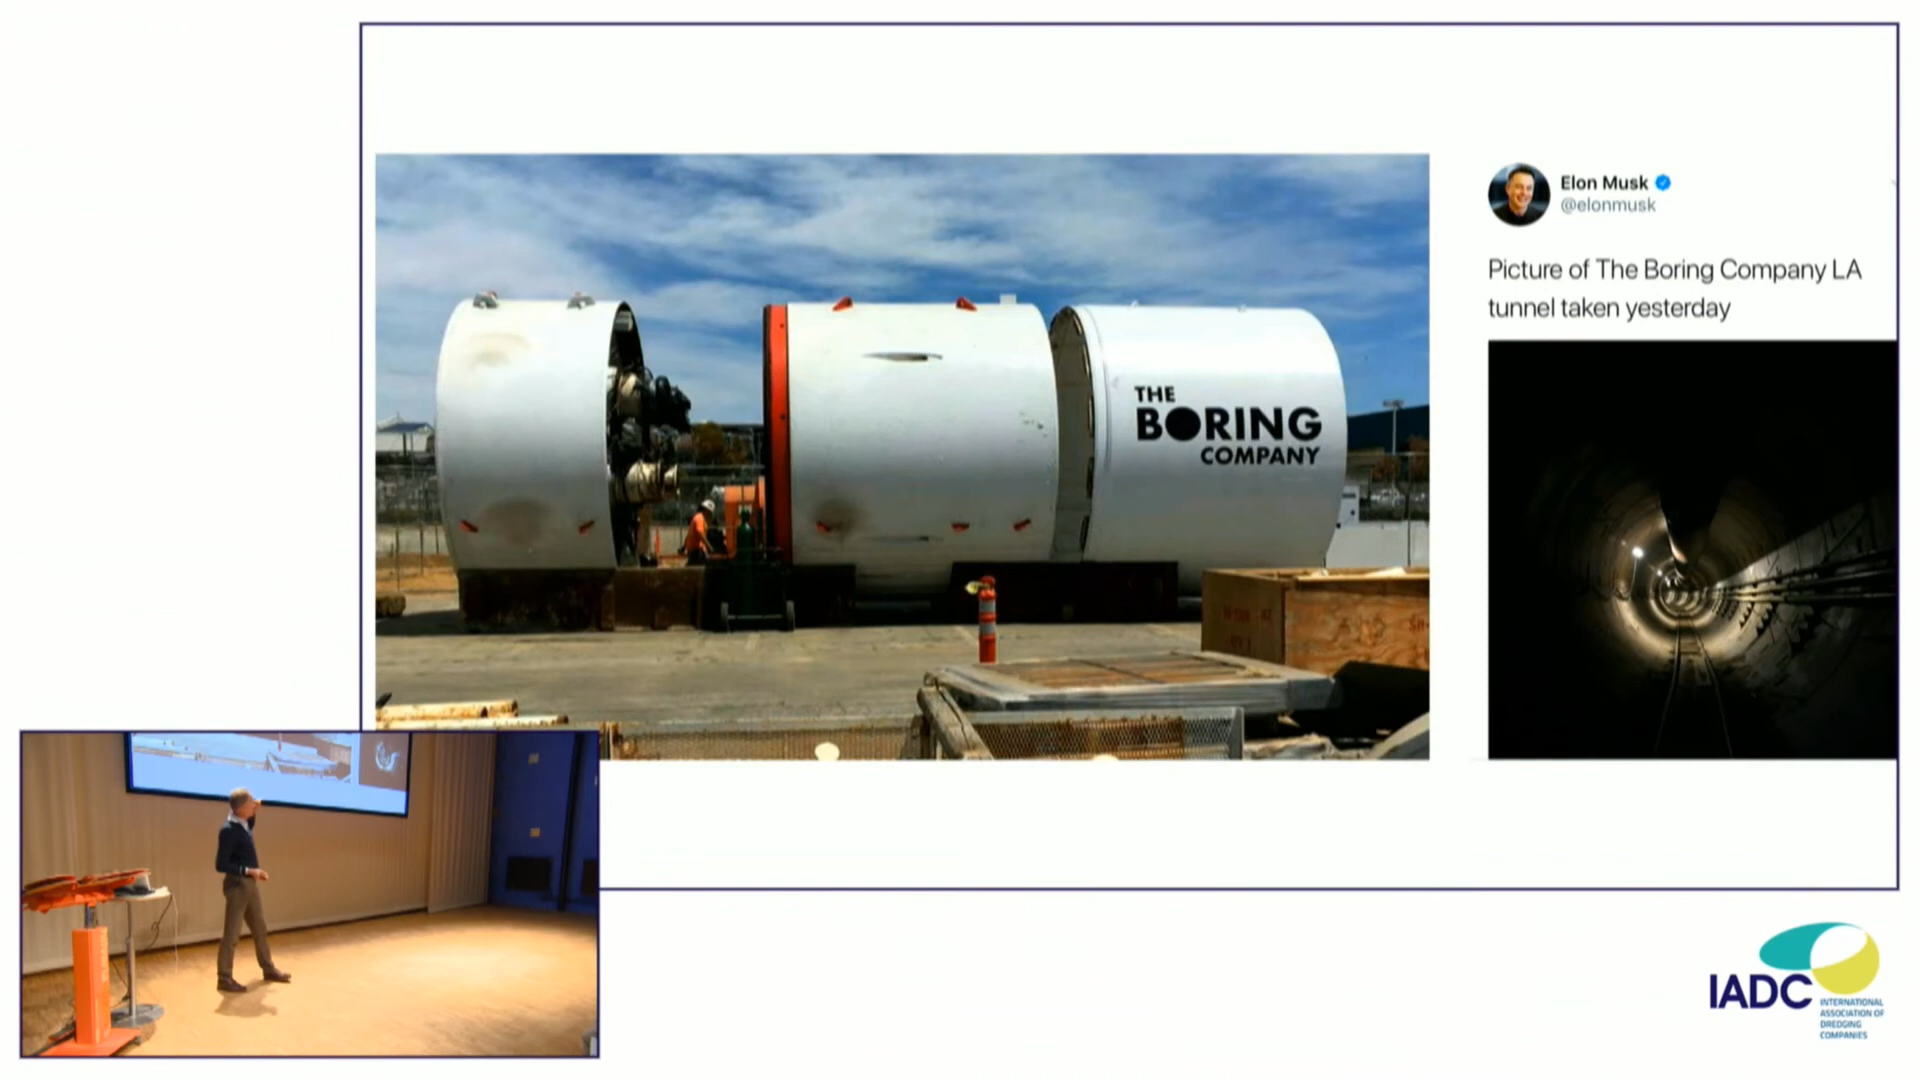 THE
BORING
COMPANY
Elon Musk
@elonmusk
Picture of The Boring Company LA
tunnel taken yesterday
IADC
INTERNATIONAL
ASSOCIATION OF
DREDGING
COMPANIES